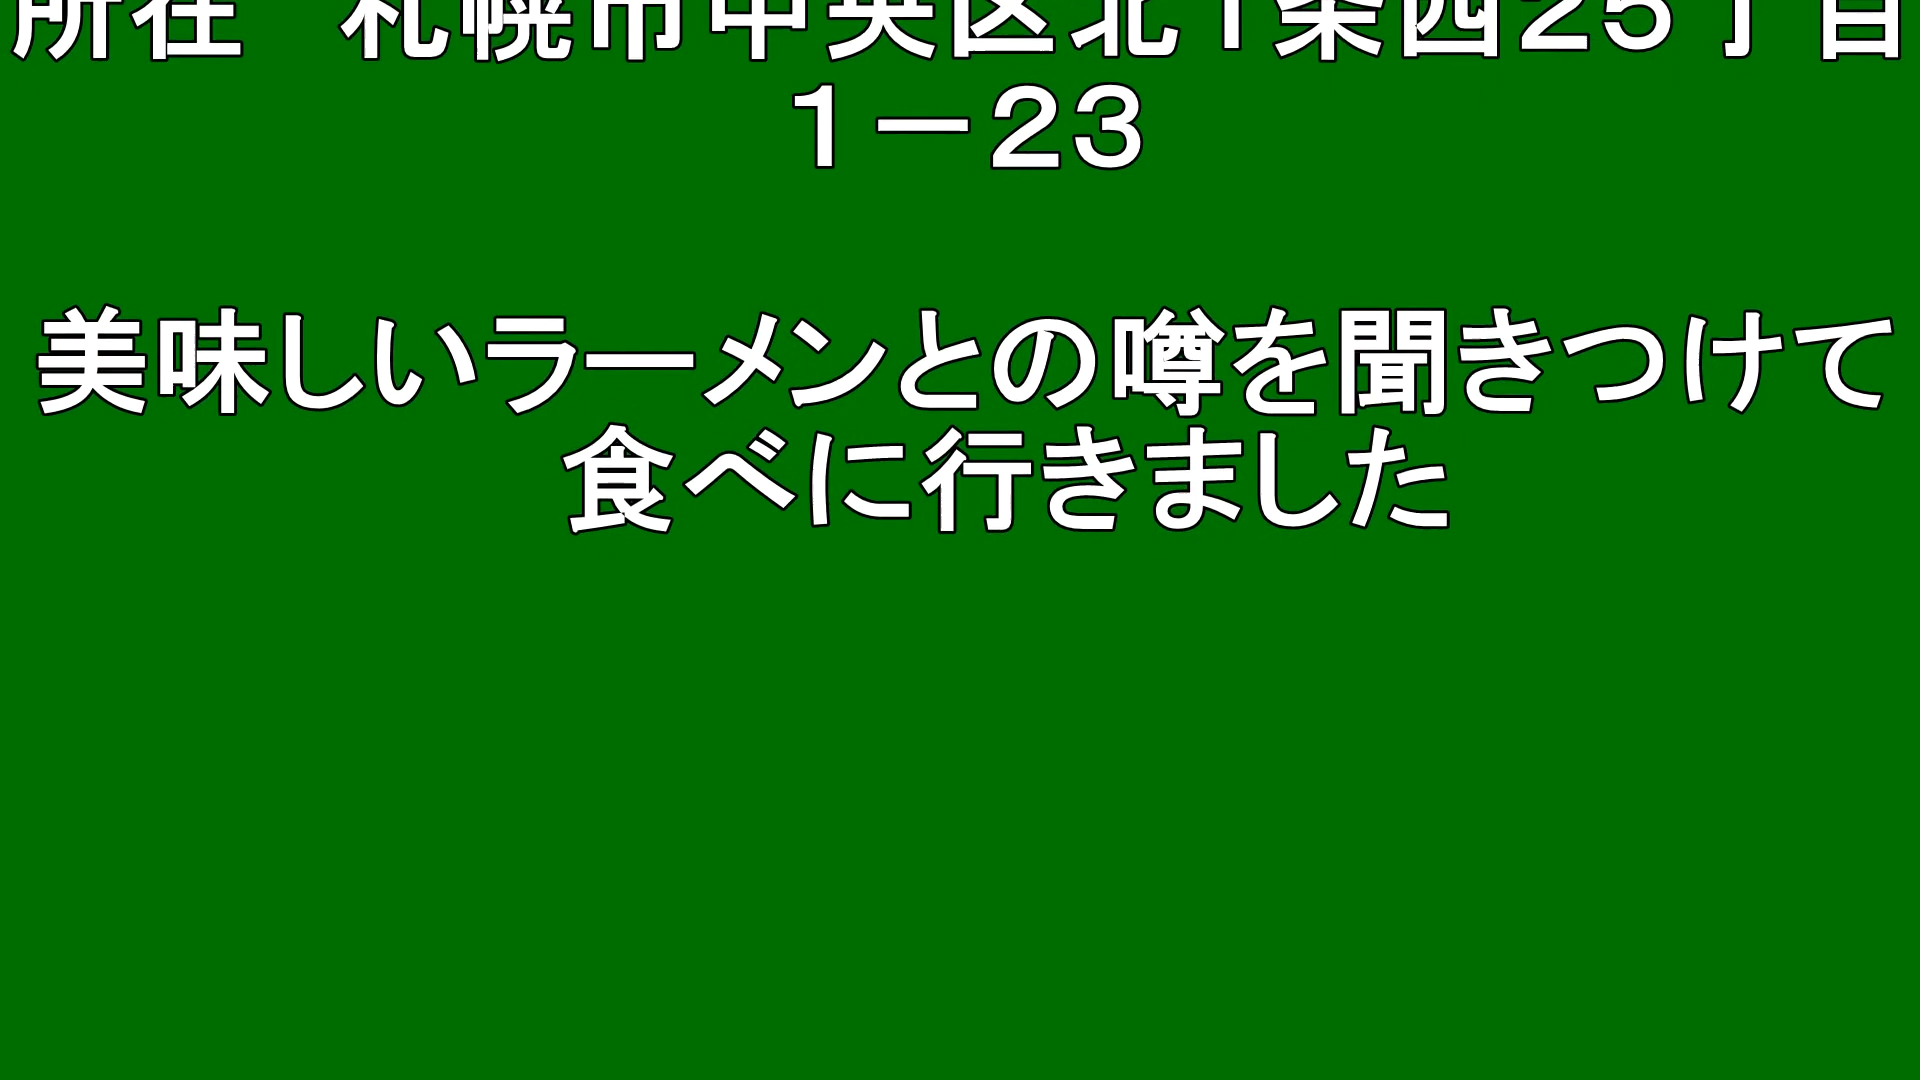 所在　札幌市中央区北1条西25丁目
1－23
美味しいラーメンとの噂を聞きつけて
食べに行きました